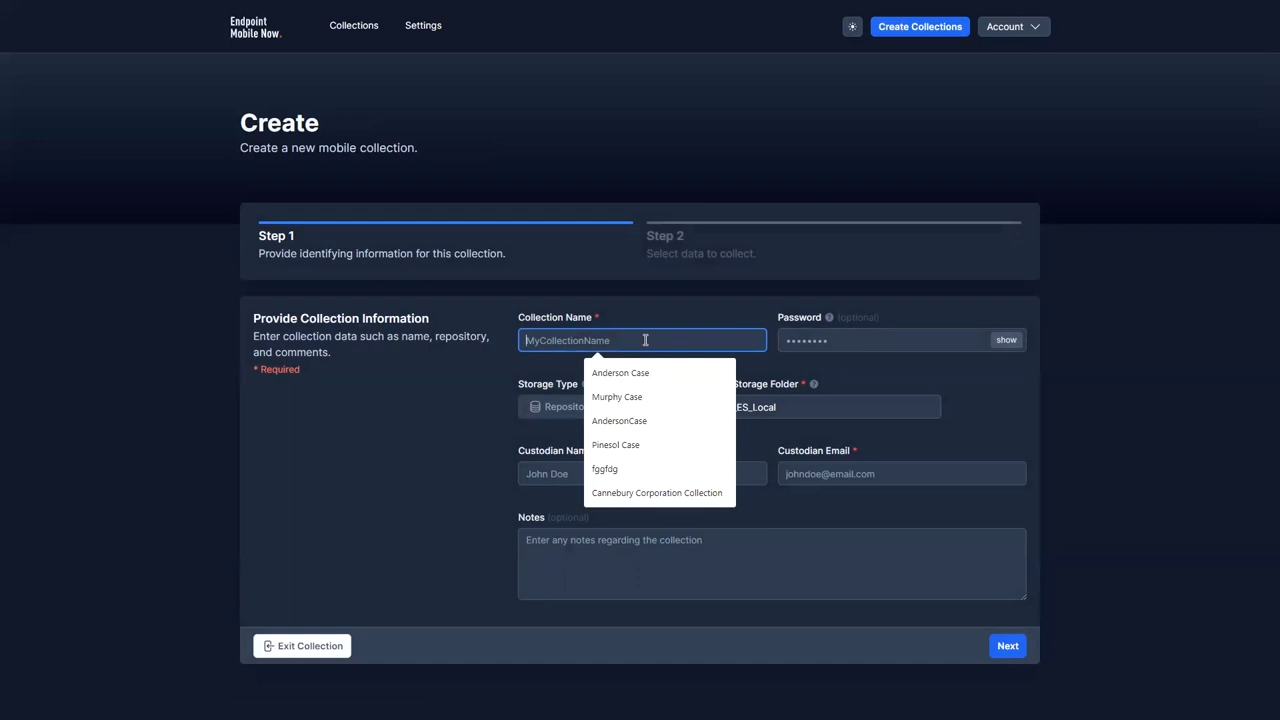 Endpoint
Mobile Now.
Collections
Settings
Create Collections
Account
Create
Create a new mobile collection.
Step 1
Provide identifying information for this collection.
Step 2
Select data to collect.
Provide Collection Information
Enter collection data such as name, repository,
and comments.
* Required
Collection Name *
MyCollectionName
Password (optional)
show
Anderson Case
Murphy Case
AndersonCase
Pinesol Case
fggfdg
Cannebury Corporation Collection
Storage Type
Storage Folder *
ES_Local
Custodian Email *
John Doe
johndoe@email.com
Notes (optional)
Enter any notes regarding the collection
Exit Collection
Next